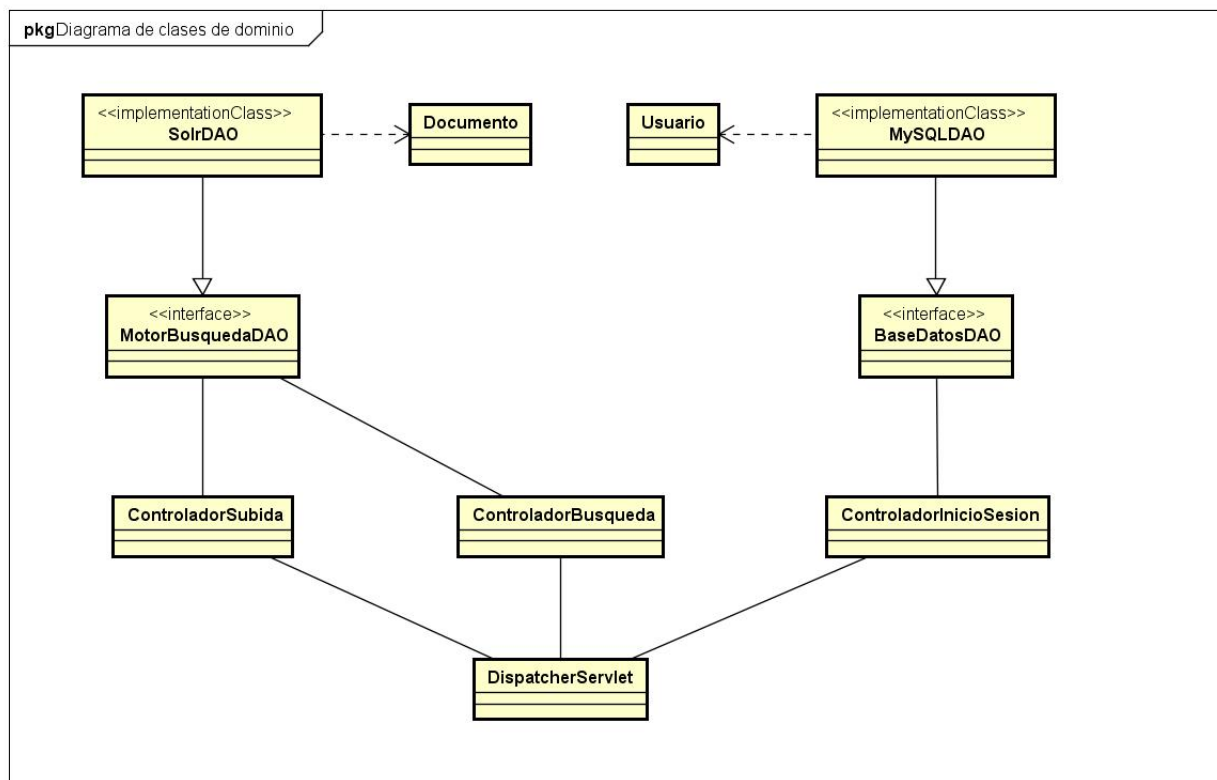 pkgDiagrama de clases de dominio
<<implementationClass>>
SolrDAO
Documento
Usuario
<<implementationClass>>
MySQLDAO
<<interface>>
MotorBusquedaDAO
<<interface>>
BaseDatosDAO
ControladorSubida
ControladorBusqueda
ControladorInicioSesion
DispatcherServlet